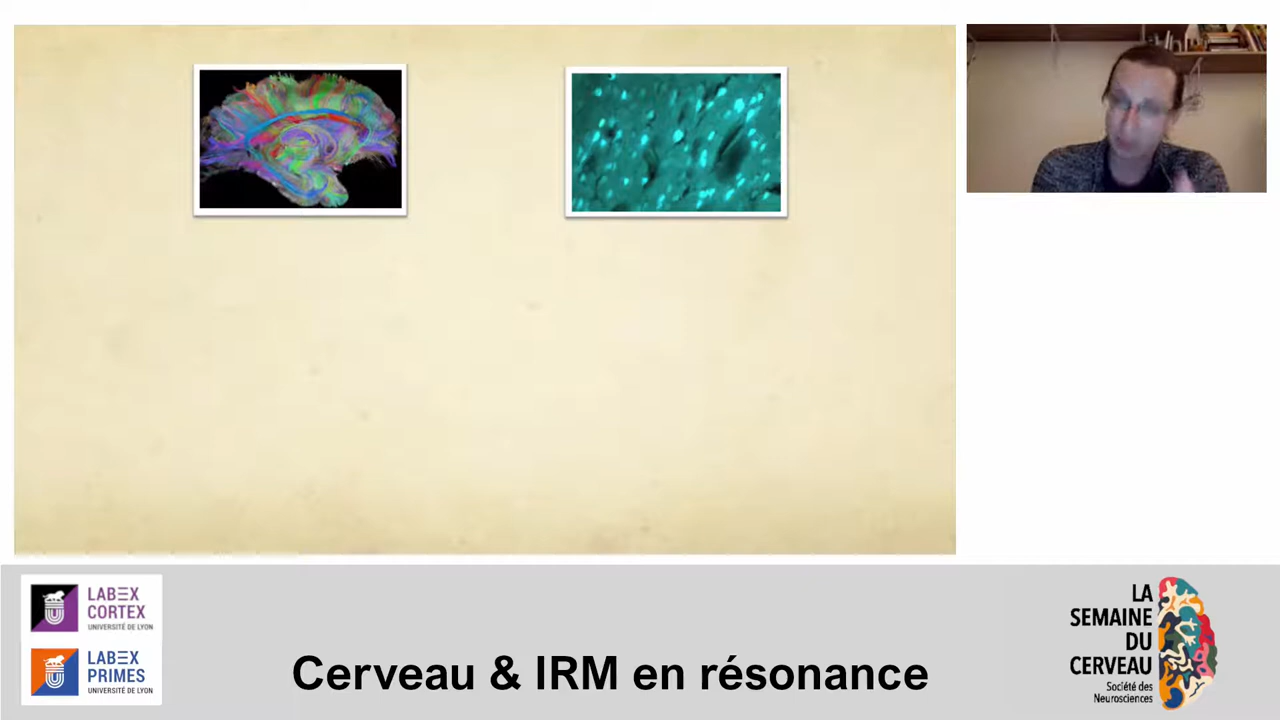 LABEX
CORTEX
UNIVERSITÉ DE LYON
LABEX
PRIMES
UNIVERSITÉ DE LYON
Cerveau & IRM en résonance
LA
SEMAINE
DU
CERVEAU
Société des
Neurosciences